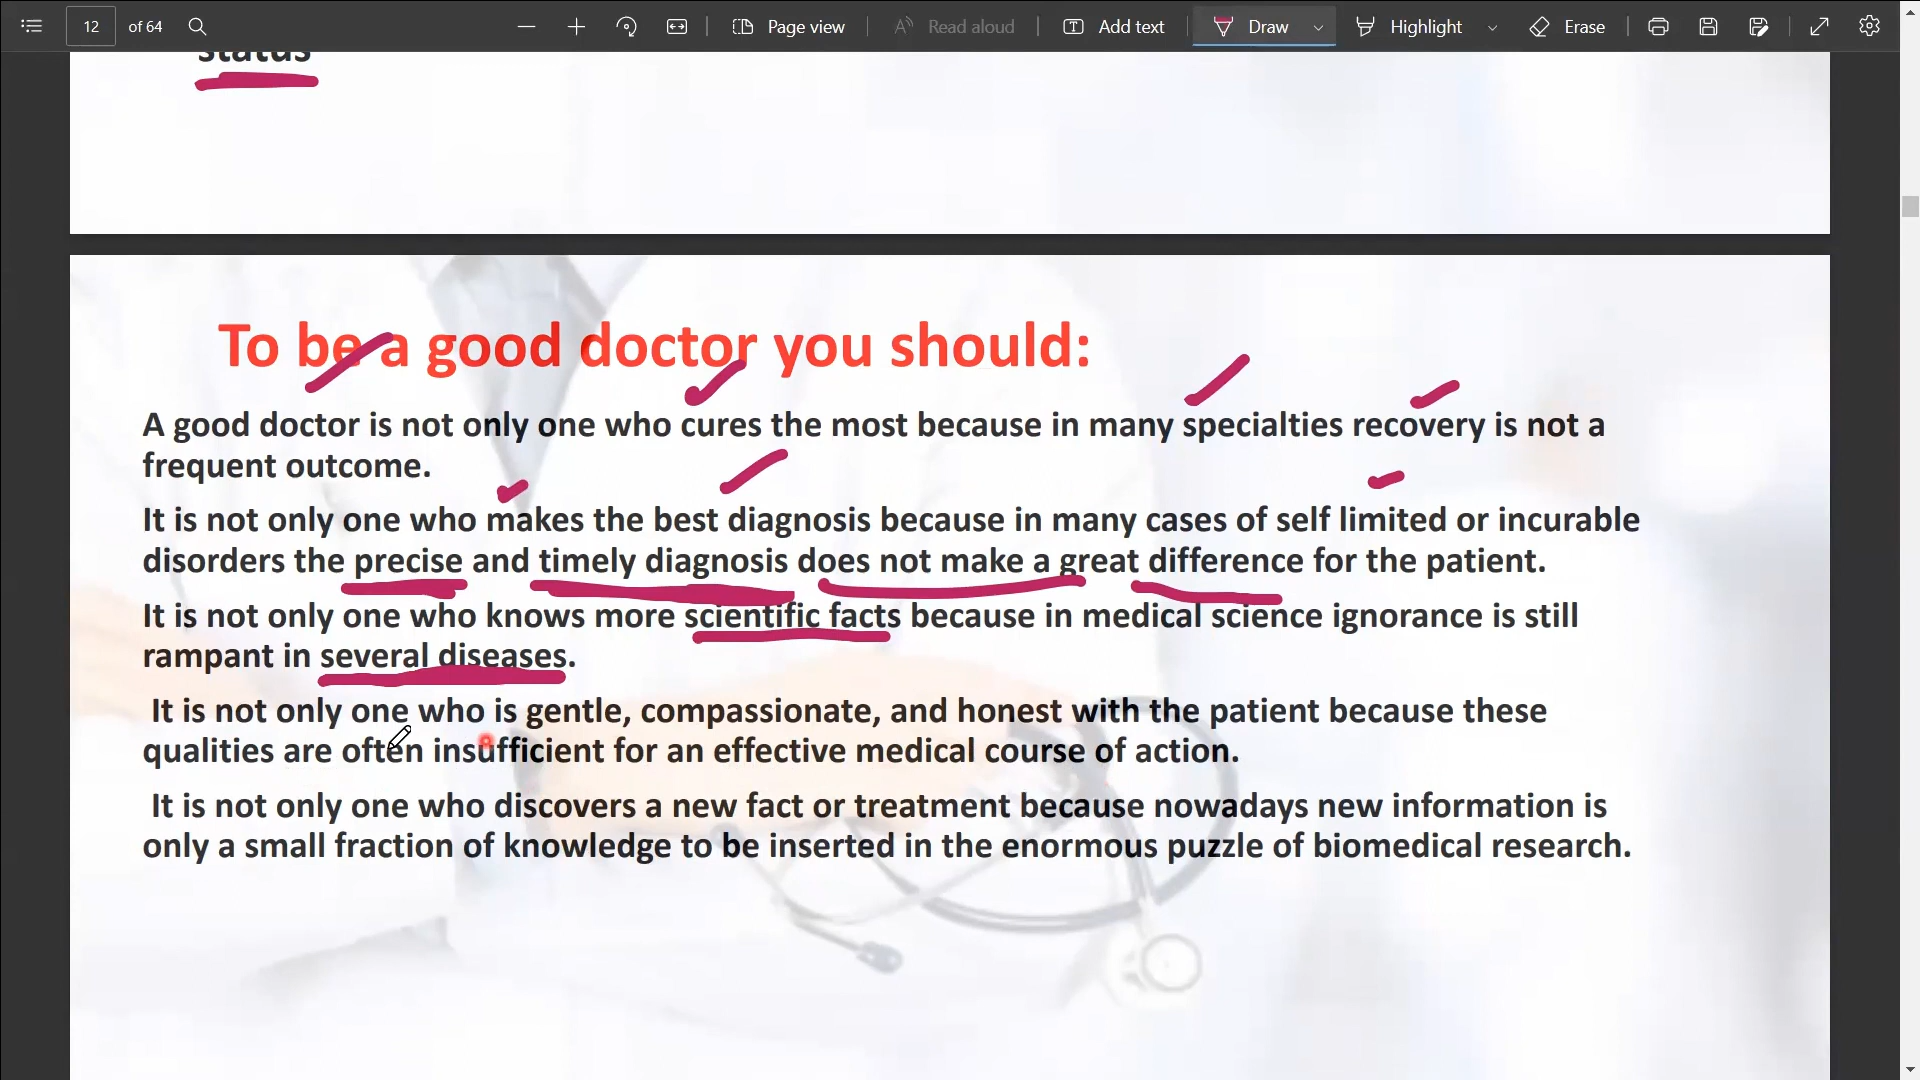 12 of 64 Page view Read aloud Add text Draw Highlight Erase
status
To be a good doctor you should:
A good doctor is not only one who cures the most because in many specialties recovery is not a
frequent outcome.
It is not only one who makes the best diagnosis because in many cases of self limited or incurable
disorders the precise and timely diagnosis does not make a great difference for the patient.
It is not only one who knows more scientific facts because in medical science ignorance is still
rampant in several diseases.
It is not only one who is gentle, compassionate, and honest with the patient because these
qualities are often insufficient for an effective medical course of action.
It is not only one who discovers a new fact or treatment because nowadays new information is
only a small fraction of knowledge to be inserted in the enormous puzzle of biomedical research.